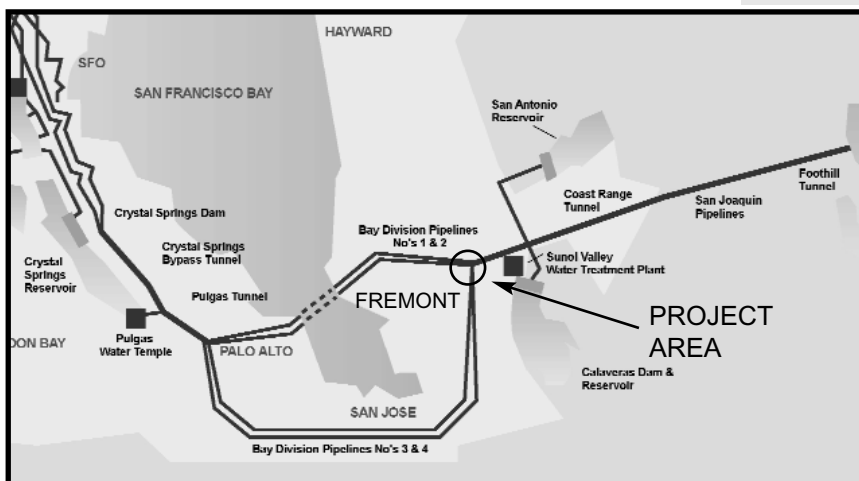 HAYWARD
SFO
SAN FRANCISCO BAY
San Antonio
Reservoir
Foothill
Tunnel
Coast Range
Tunnel
San Joaquin
Pipelines
Crystal Springs Dam
Bay Division Pipelines
No's 1 & 2
Crystal Springs
Bypass Tunnel
Sunol Valley
Water Treatment Plant
Crystal
Springs
Reservoir
Pulgas Tunnel
FREMONT
PROJECT
AREA
Pulgas
Water Temple
DON BAY
PALO ALTO
Calaveras Dam &
Reservoir
SAN JOSE
Bay Division Pipelines No's 3 & 4